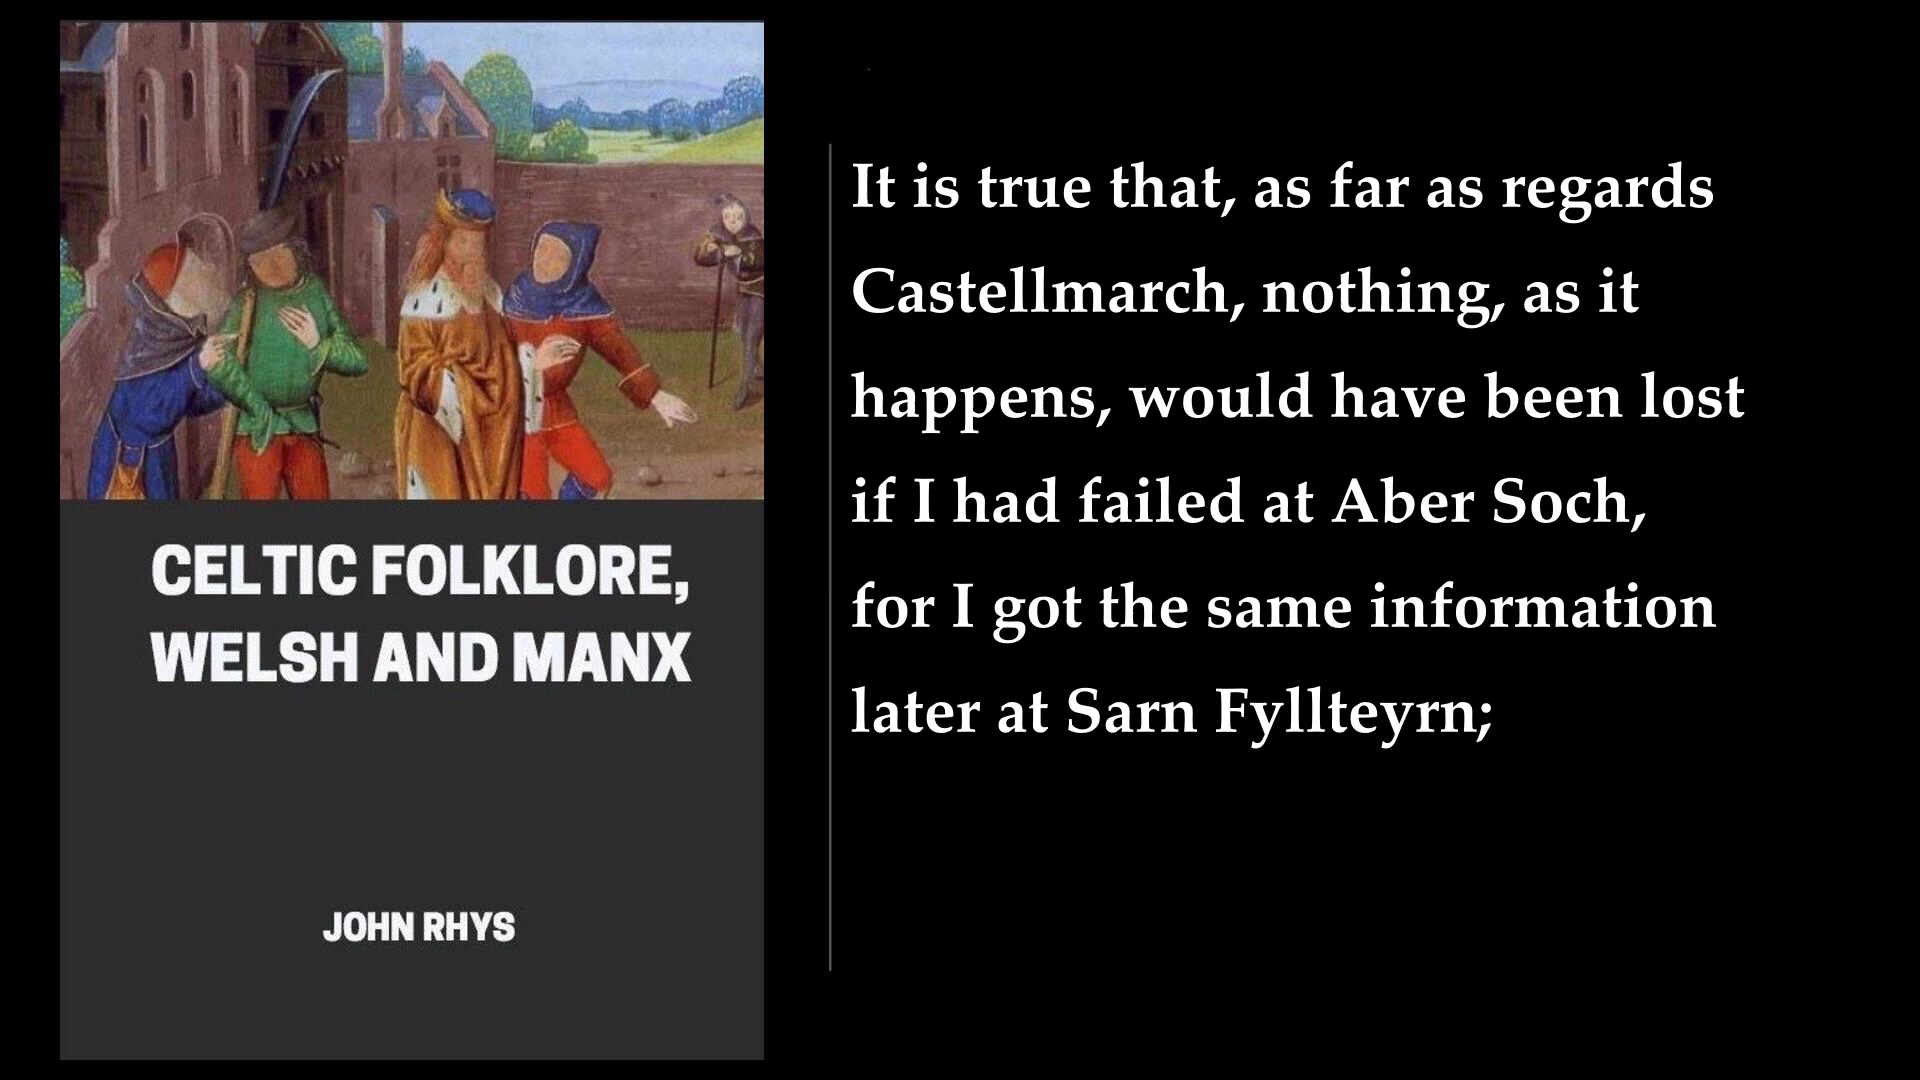 CELTIC FOLKLORE,
WELSH AND MANX
JOHN RHYS
It is true that, as far as regards
Castellmarch, nothing, as it
happens, would have been lost
if I had failed at Aber Soch,
for I got the same information
later at Sarn Fyllteyrn;